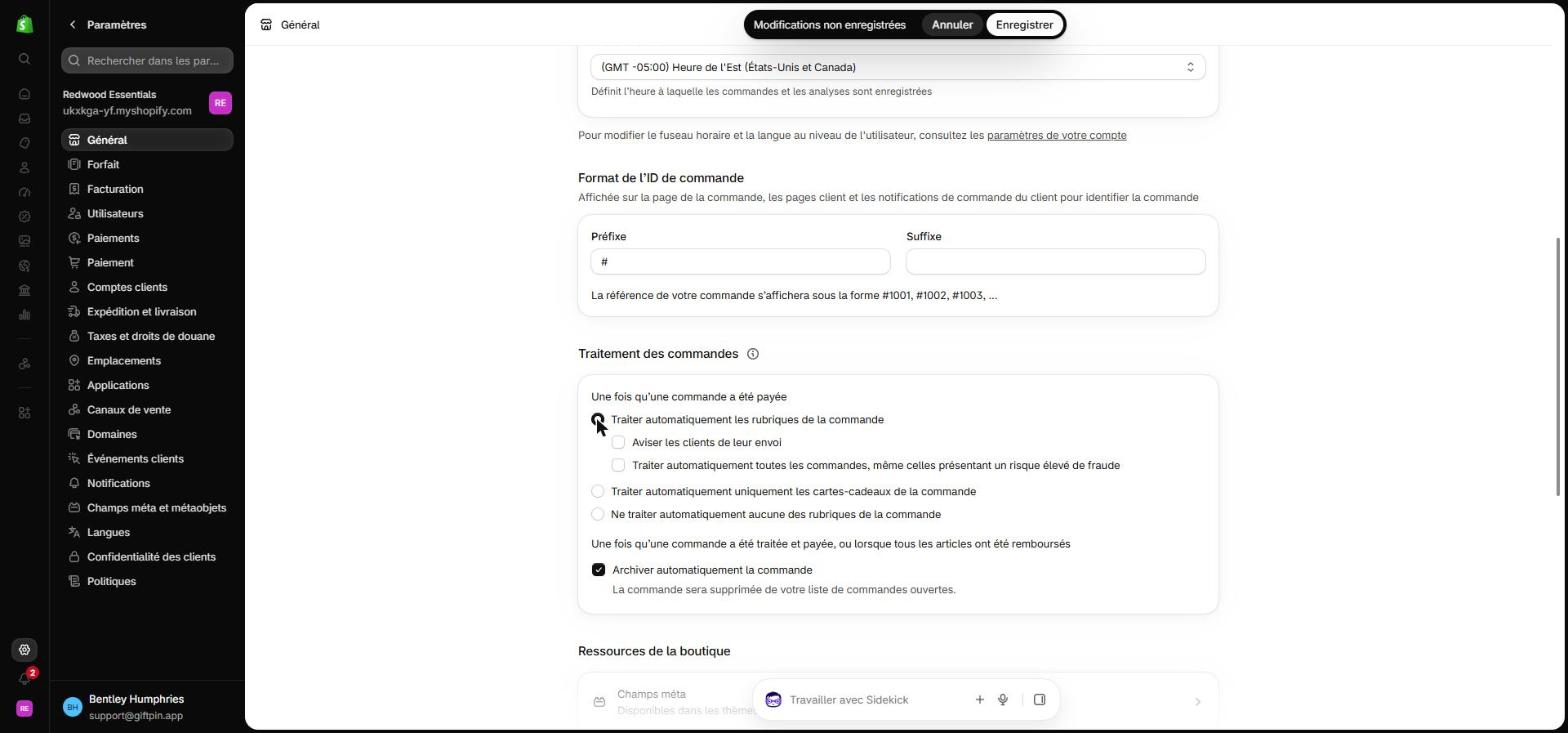 Paramètres
Général
Modifications non enregistrées
Annuler
Enregistrer
Rechercher dans les par...
Redwood Essentials
ukxkga-yf.myshopify.com
RE
Général
Forfait
Facturation
Utilisateurs
Paiements
Paiement
Comptes clients
Expédition et livraison
Taxes et droits de douane
Emplacements
Applications
Canaux de vente
Domaines
Événements clients
Notifications
Champs méta et métaobjets
Langues
Confidentialité des clients
Politiques
2
RE
BH
Bentley Humphries
support@giftpin.app
(GMT -05:00) Heure de l'Est (États-Unis et Canada)
Définit l'heure à laquelle les commandes et les analyses sont enregistrées
Pour modifier le fuseau horaire et la langue au niveau de l'utilisateur, consultez les paramètres de votre compte
Format de l'ID de commande
Affichée sur la page de la commande, les pages client et les notifications de commande du client pour identifier la commande
Préfixe
Suffixe
#
La référence de votre commande s'affichera sous la forme #1001, #1002, #1003, ...
Traitement des commandes
Une fois qu'une commande a été payée
Traiter automatiquement les rubriques de la commande
Aviser les clients de leur envoi
Traiter automatiquement toutes les commandes, même celles présentant un risque élevé de fraude
Traiter automatiquement uniquement les cartes-cadeaux de la commande
Ne traiter automatiquement aucune des rubriques de la commande
Une fois qu'une commande a été traitée et payée, ou lorsque tous les articles ont été remboursés
Archiver automatiquement la commande
La commande sera supprimée de votre liste de commandes ouvertes.
Ressources de la boutique
Champs méta
Disponibles dans les thèmes
Travailler avec Sidekick